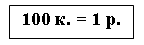 100 к. = 1 р.